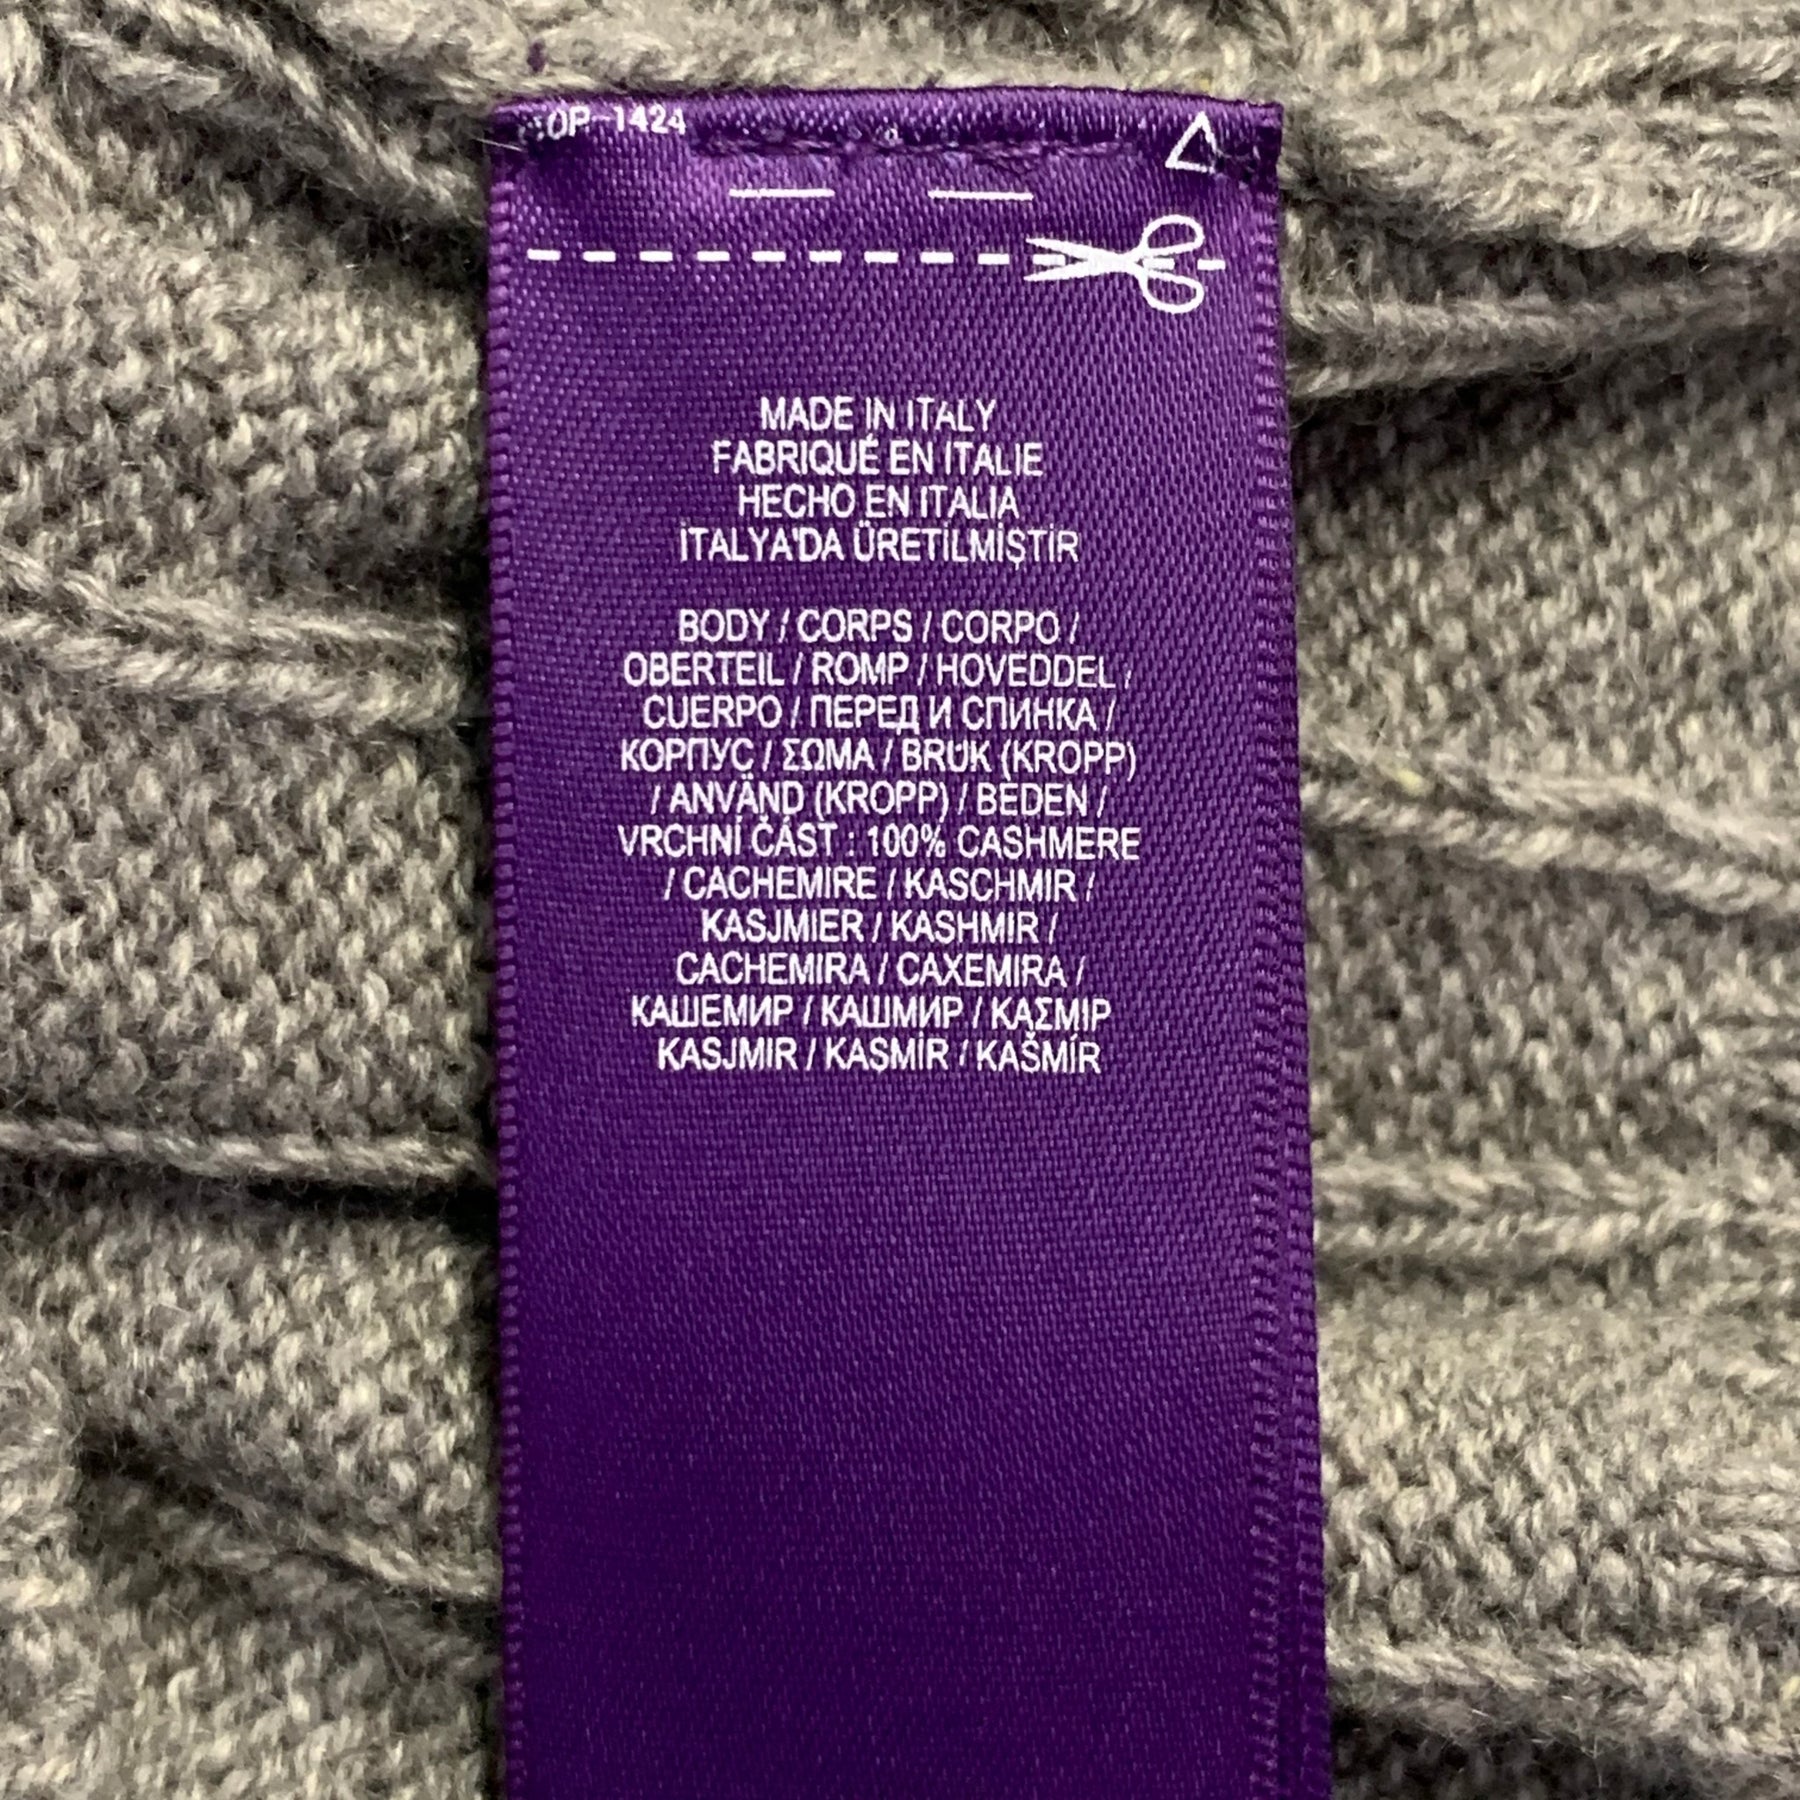 1424
MADE IN ITALY
FABRIQUÉ EN ITALIE
HECHO EN ITALIA
İTALYA'DA ÜRETİLMİŞTİR
BODY / CORPS / CORPO /
OBERTEIL / ROMP / HOVEDDEL /
CUERPO / ПЕРЕД И СПИНКА /
КОРПУС / ΣΩΜΑ / BRUK (KROPP)
/ ANVÄND (KROPP) / BEDEN /
VRCHNÍ ČÁST : 100% CASHMERE
/ CACHEMIRE / KASCHMIR /
KASJMIER / KASHMIR /
CACHEMIRA / CAXEMIRA /
КАШЕМИР / КАШМИР / ΚΑΣΜΙΡ
KASJMIR / KAŞMİR / KAŠMÍR